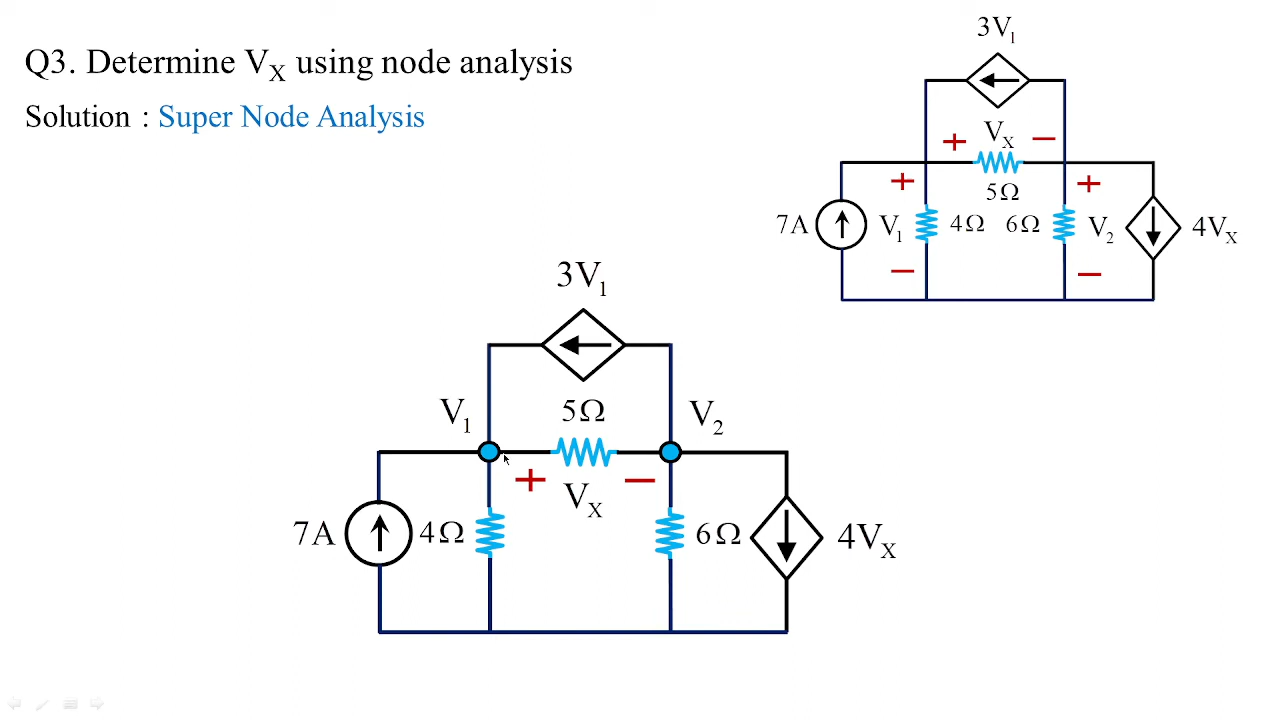 Q3. Determine VX using node analysis
Solution : Super Node Analysis
3V1
+ VX −
+ 5Ω +
7A V1 4Ω 6Ω V2 4VX
− −
3V1
V1 5Ω V2
+ VX −
7A 4Ω 6Ω 4VX